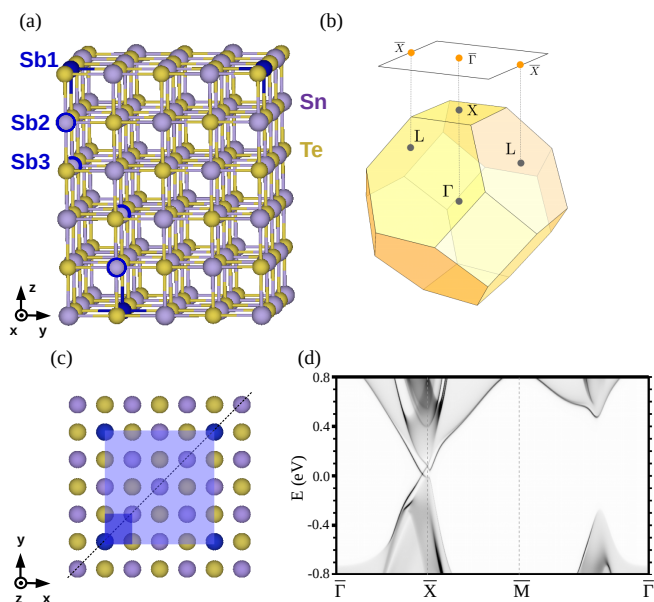 (a)
Sb1
Sb2
Sb3
Sn
Te
z
x
y
(b)
X̅
Γ̅
X̅
X
L
L
Γ
(c)
y
z
x
(d)
E (eV)
0.8
0.4
0.0
-0.4
-0.8
Γ̅
X̅
M̅
Γ̅